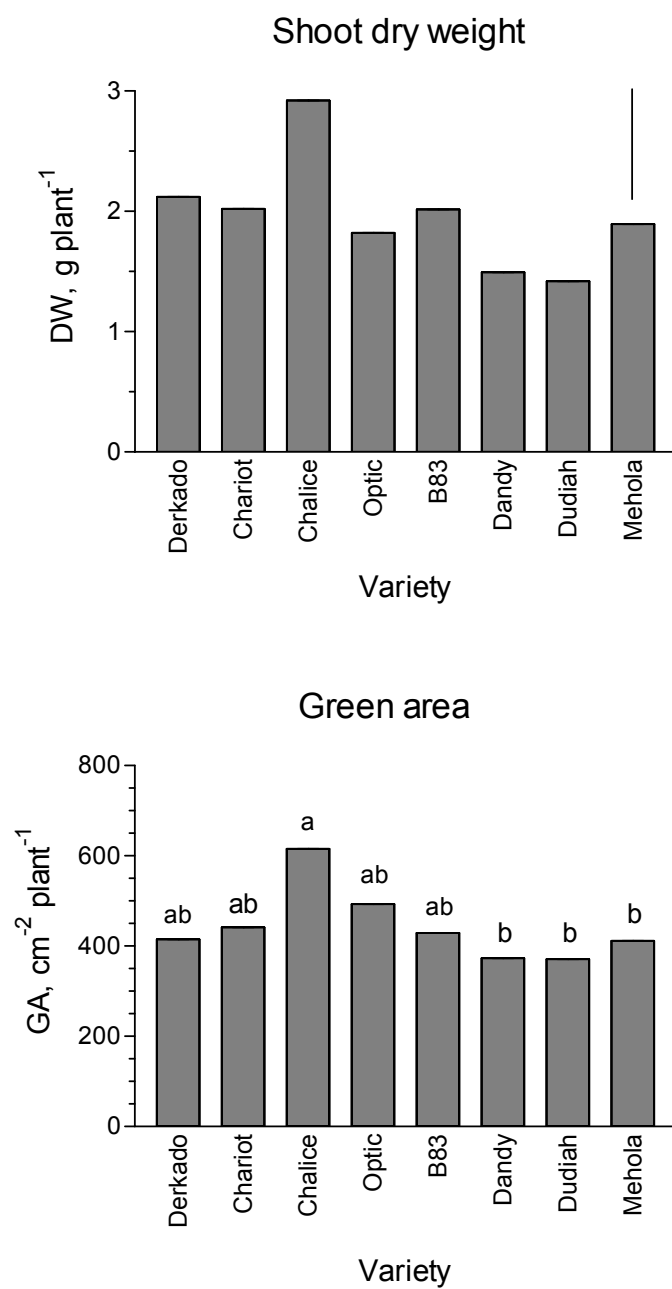 Shoot dry weight
3
2
1
0
DW, g plant⁻¹
Derkado
Chariot
Chalice
Optic
B83
Dandy
Dudiah
Mehola
Variety
Green area
800
600
400
200
0
GA, cm⁻² plant⁻¹
ab
ab
a
ab
ab
b
b
b
Derkado
Chariot
Chalice
Optic
B83
Dandy
Dudiah
Mehola
Variety